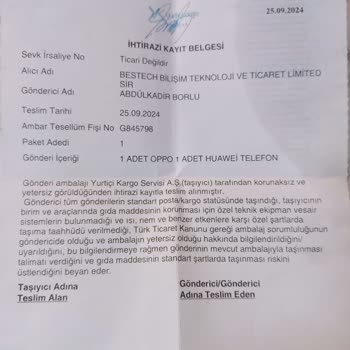 25.09.2024
İHTİRAZİ KAYIT BELGESİ
Sevk İrsaliye No Ticari Değildir
Alıcı Adı BESTECH BİLİŞİM TEKNOLOJİ VE TİCARET LİMİTED
SİR
Gönderici Adı ABDÜLKADİR BORLU
Teslim Tarihi 25.09.2024
Ambar Tesellüm Fişi No G845798
Paket Adedi 1
Gönderi İçeriği 1 ADET OPPO 1 ADET HUAWEİ TELEFON
Gönderi ambalajı Yurtiçi Kargo Servisi A.Ş.(taşıyıcı) tarafından korunaksız ve
yetersiz görüldüğünden ihtirazi kayıtla teslim alınmıştır.
Gönderici tüm gönderilerin standart posta/kargo statüsünde taşındığı, taşıyıcının
birim ve araçlarında gıda maddesinin korunması için özel teknik ekipman vesair
sistemlerin bulunmadığı ve ısı, nem ve benzer etkenlere karşı özel şartlarda
taşıma taahhüdü verilmediği, Türk Ticaret Kanunu gereği ambalaj sorumluluğunun
göndericide olduğu ve ambalajın yetersiz olduğu hakkında bilgilendirildiğini/
uyarıldığını, bu bilgilendirmeye rağmen gönderinin mevcut ambalajıyla taşınması
talimatı verdiğini ve gıda maddesinin standart şartlarda taşınması riskini
üstlendiğini beyan eder.
Taşıyıcı Adına Gönderici/Gönderici
Teslim Alan Adına Teslim Eden